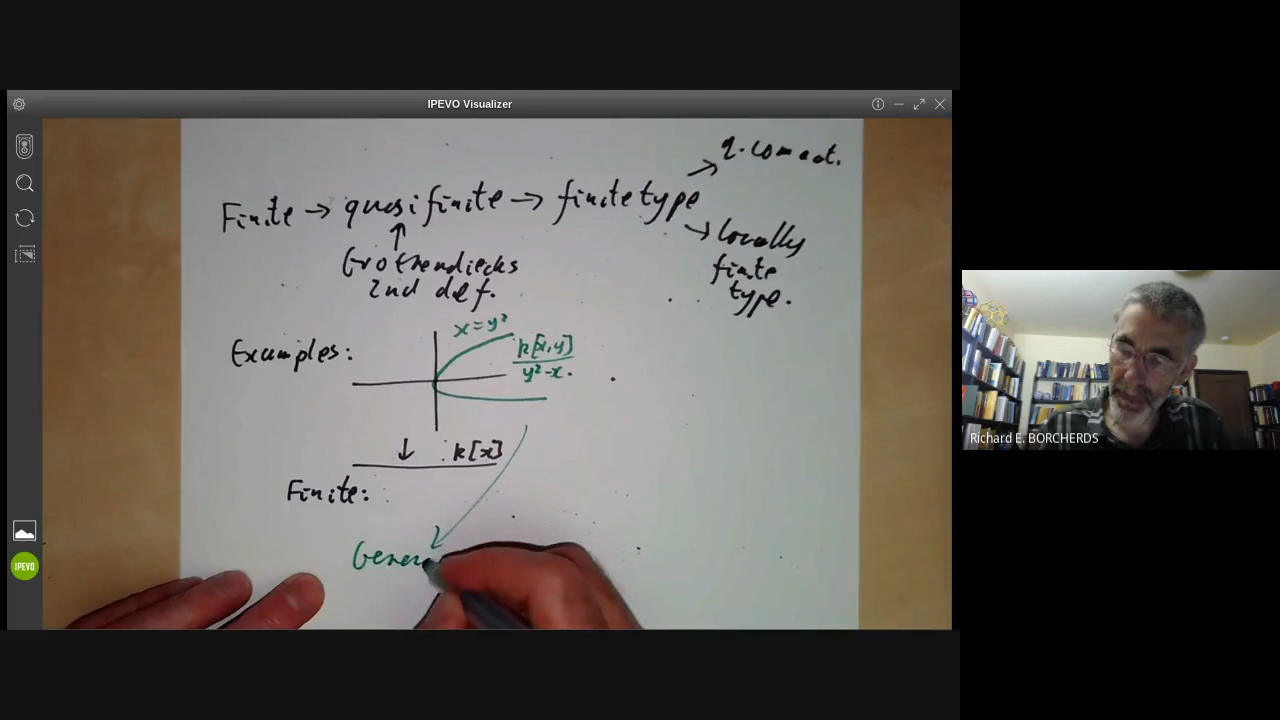 IPEVO Visualizer
q. compact.
Finite → quasifinite → finite type
locally
finite
type.
Grothendiecks
2nd def.
x = y²
Examples:
k[x,y]
y²-x.
k[x]
Finite:
Gener
IPEVO
Richard E. BORCHERDS